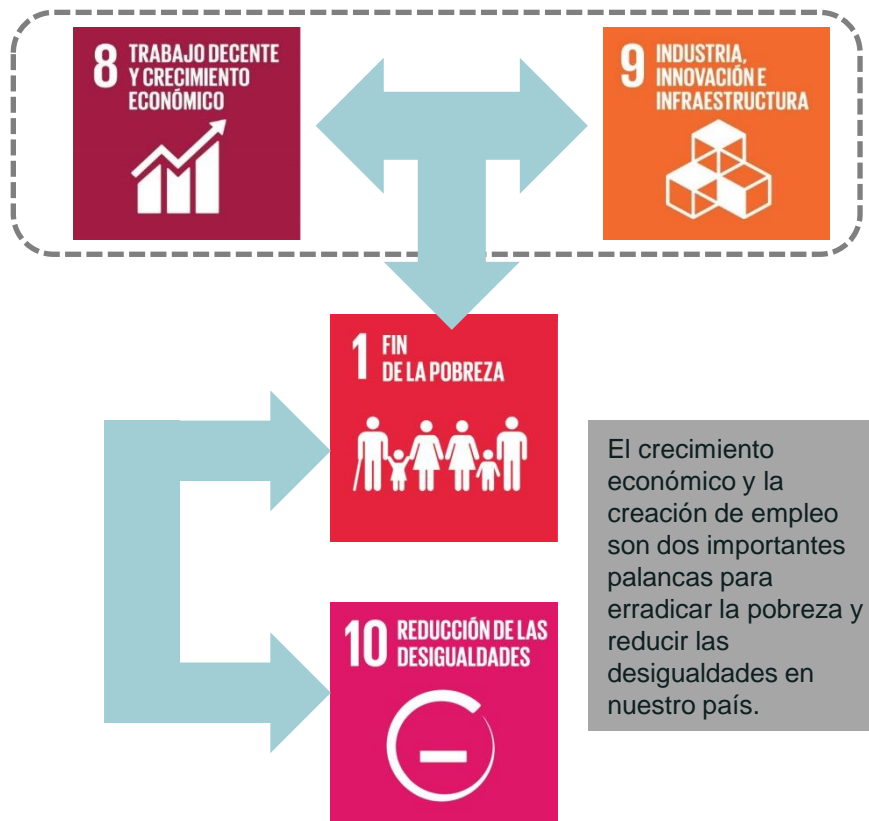 8 TRABAJO DECENTE
Y CRECIMIENTO
ECONÓMICO
9 INDUSTRIA,
INNOVACIÓN E
INFRAESTRUCTURA
1 FIN
DE LA POBREZA
El crecimiento
económico y la
creación de empleo
son dos importantes
palancas para
erradicar la pobreza y
reducir las
desigualdades en
nuestro país.
10 REDUCCIÓN DE LAS
DESIGUALDADES